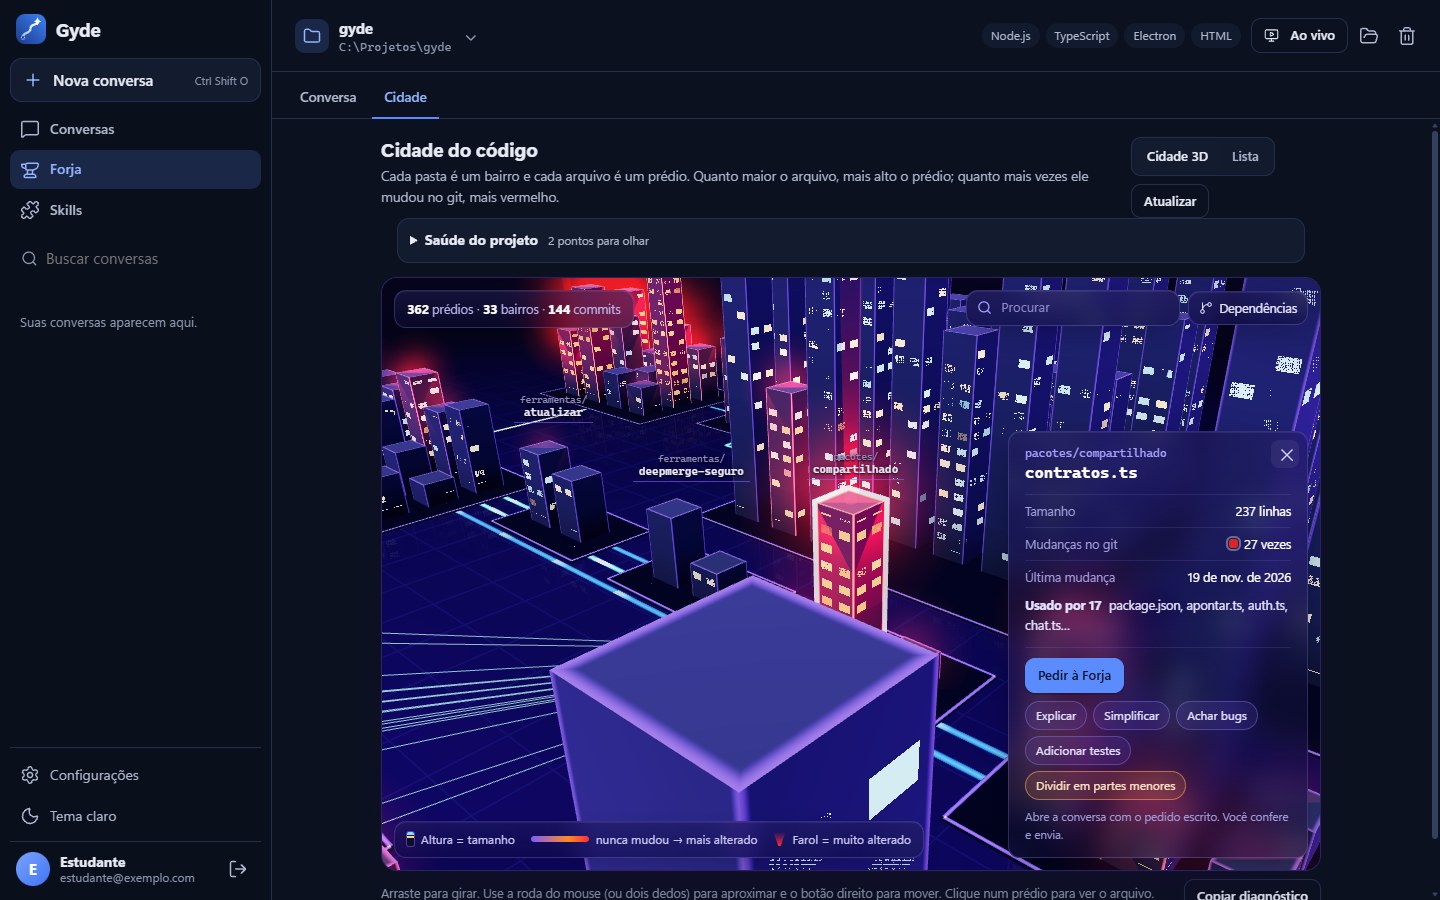 Gyde
Nova conversa
Ctrl Shift O
Conversas
Forja
Skills
Buscar conversas
Suas conversas aparecem aqui.
Configurações
Tema claro
E
Estudante
estudante@exemplo.com
gyde
C:\Projetos\gyde
Node.js
TypeScript
Electron
HTML
Ao vivo
Conversa
Cidade
Cidade do código
Cada pasta é um bairro e cada arquivo é um prédio. Quanto maior o arquivo, mais alto o prédio; quanto mais vezes ele
mudou no git, mais vermelho.
Cidade 3D
Lista
Atualizar
Saúde do projeto 2 pontos para olhar
362 prédios · 33 bairros · 144 commits
Procurar
Dependências
ferramentas/
atualizar
ferramentas/
deepmerge-seguro
pacotes/
compartilhado
pacotes/compartilhado
contratos.ts
Tamanho 237 linhas
Mudanças no git 27 vezes
Última mudança 19 de nov. de 2026
Usado por 17 package.json, apontar.ts, auth.ts,
chat.ts...
Pedir à Forja
Explicar
Simplificar
Achar bugs
Adicionar testes
Dividir em partes menores
Abre a conversa com o pedido escrito. Você confere
e envia.
Altura = tamanho
nunca mudou → mais alterado
Farol = muito alterado
Arraste para girar. Use a roda do mouse (ou dois dedos) para aproximar e o botão direito para mover. Clique num prédio para ver o arquivo.
Copiar diagnóstico